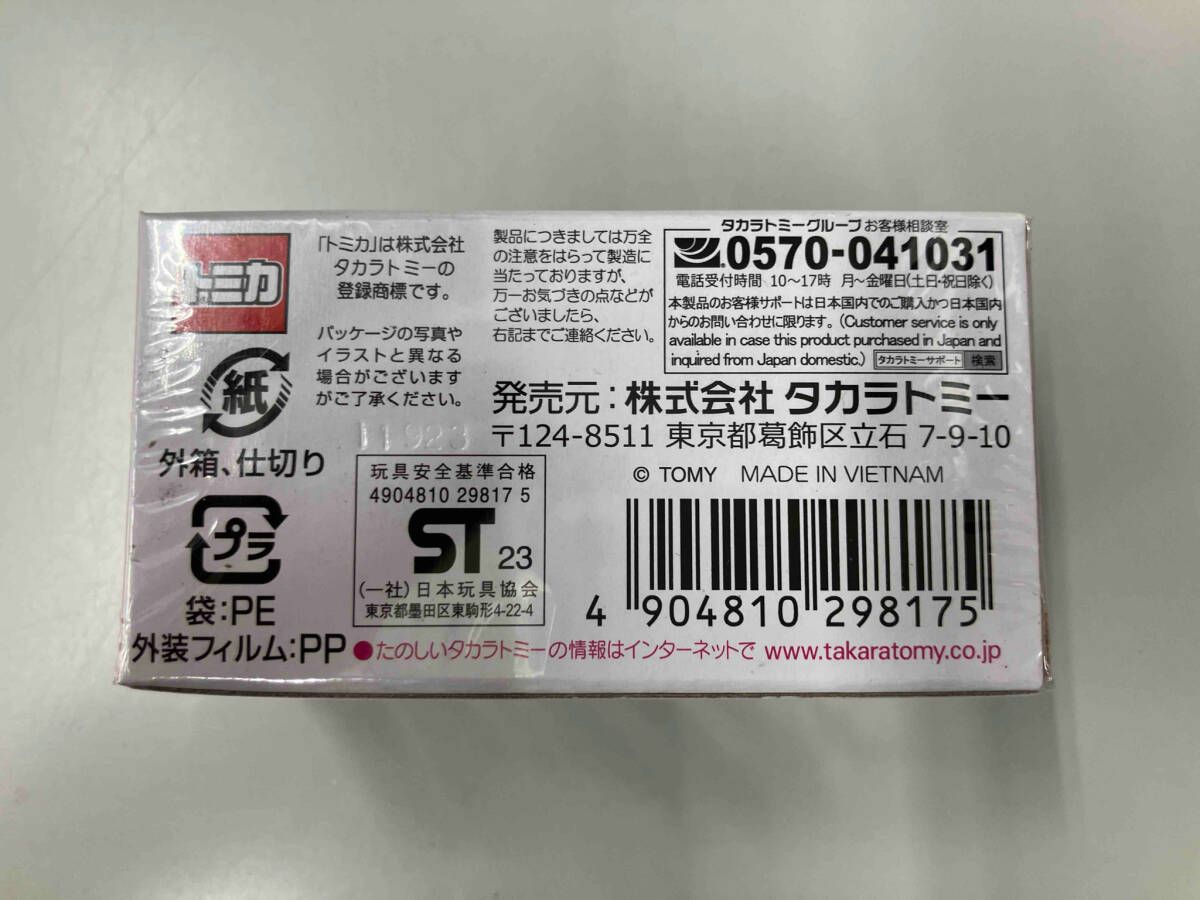 トミカ
「トミカ」は株式会社
タカラトミーの
登録商標です。
パッケージの写真や
イラストと異なる
場合がございます
がご了承ください。
製品につきましては万全
の注意をはらって製造に
当たっておりますが、
万一お気づきの点などが
ございましたら、
右記までご連絡ください。
タカラトミーグループ お客様相談室
0570-041031
電話受付時間 10〜17時 月〜金曜日(土日・祝日除く)
本製品のお客様サポートは日本国内でのご購入かつ日本国内
からのお問い合わせに限ります。(Customer service is only
available in case this product purchased in Japan and
inquired from Japan domestic.) タカラトミーサポート 検索
発売元:株式会社 タカラトミー
〒124-8511 東京都葛飾区立石 7-9-10
© TOMY MADE IN VIETNAM
紙
外箱、仕切り
プラ
袋:PE
外装フィルム:PP
11923
玩具安全基準合格
4904810 29817 5
ST 23
(一社)日本玩具協会
東京都墨田区東駒形4-22-4
4 904810 298175
●たのしいタカラトミーの情報はインターネットで www.takaratomy.co.jp